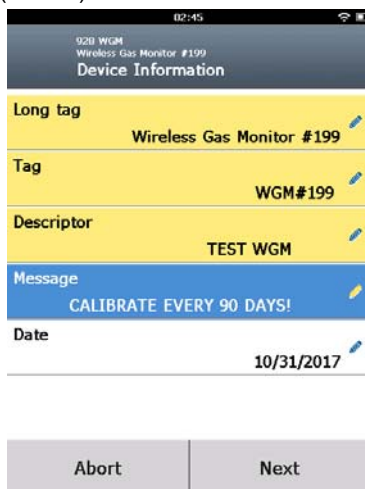 02:45
928 WGM
Wireless Gas Monitor #199
Device Information
Long tag
Wireless Gas Monitor #199
Tag
WGM#199
Descriptor
TEST WGM
Message
CALIBRATE EVERY 90 DAYS!
Date
10/31/2017
Abort
Next